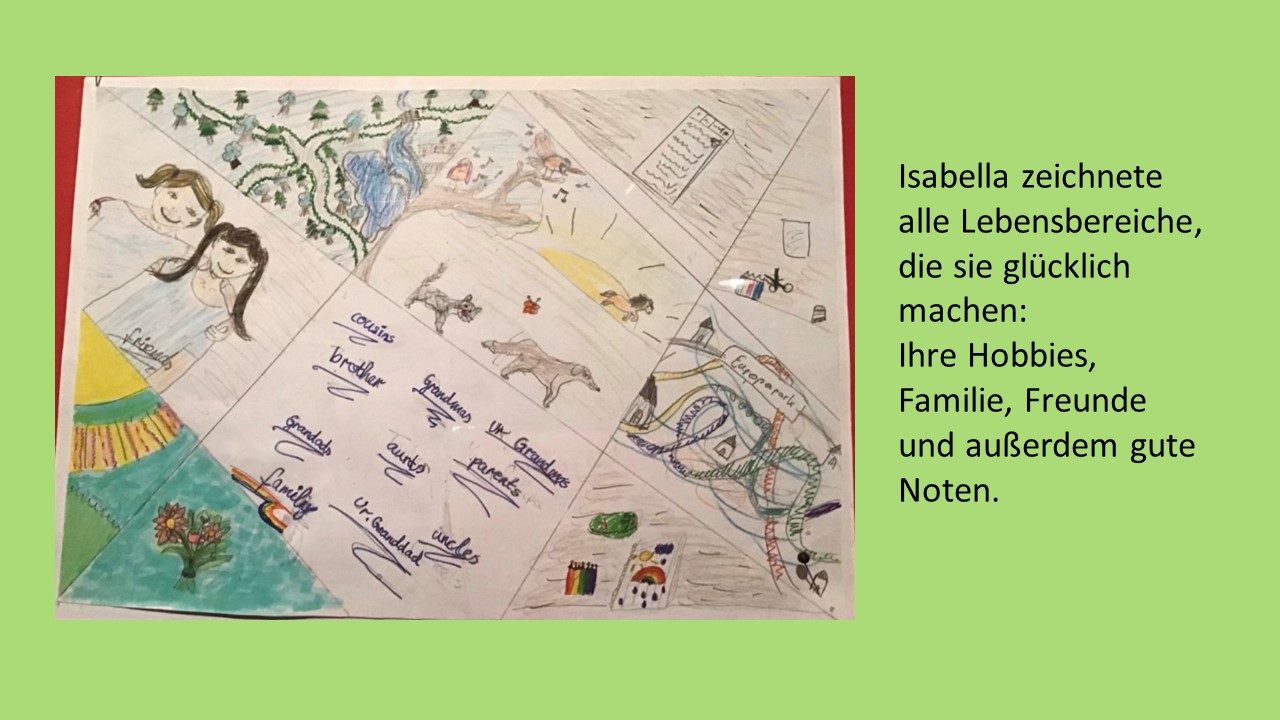 Isabella zeichnete
alle Lebensbereiche,
die sie glücklich
machen:
Ihre Hobbies,
Familie, Freunde
und außerdem gute
Noten.
friends
cousins
brother
Grandmas
Ur Grandmas
grandads
aunts
parents
family
Ur. Granddad
uncles
Europapark